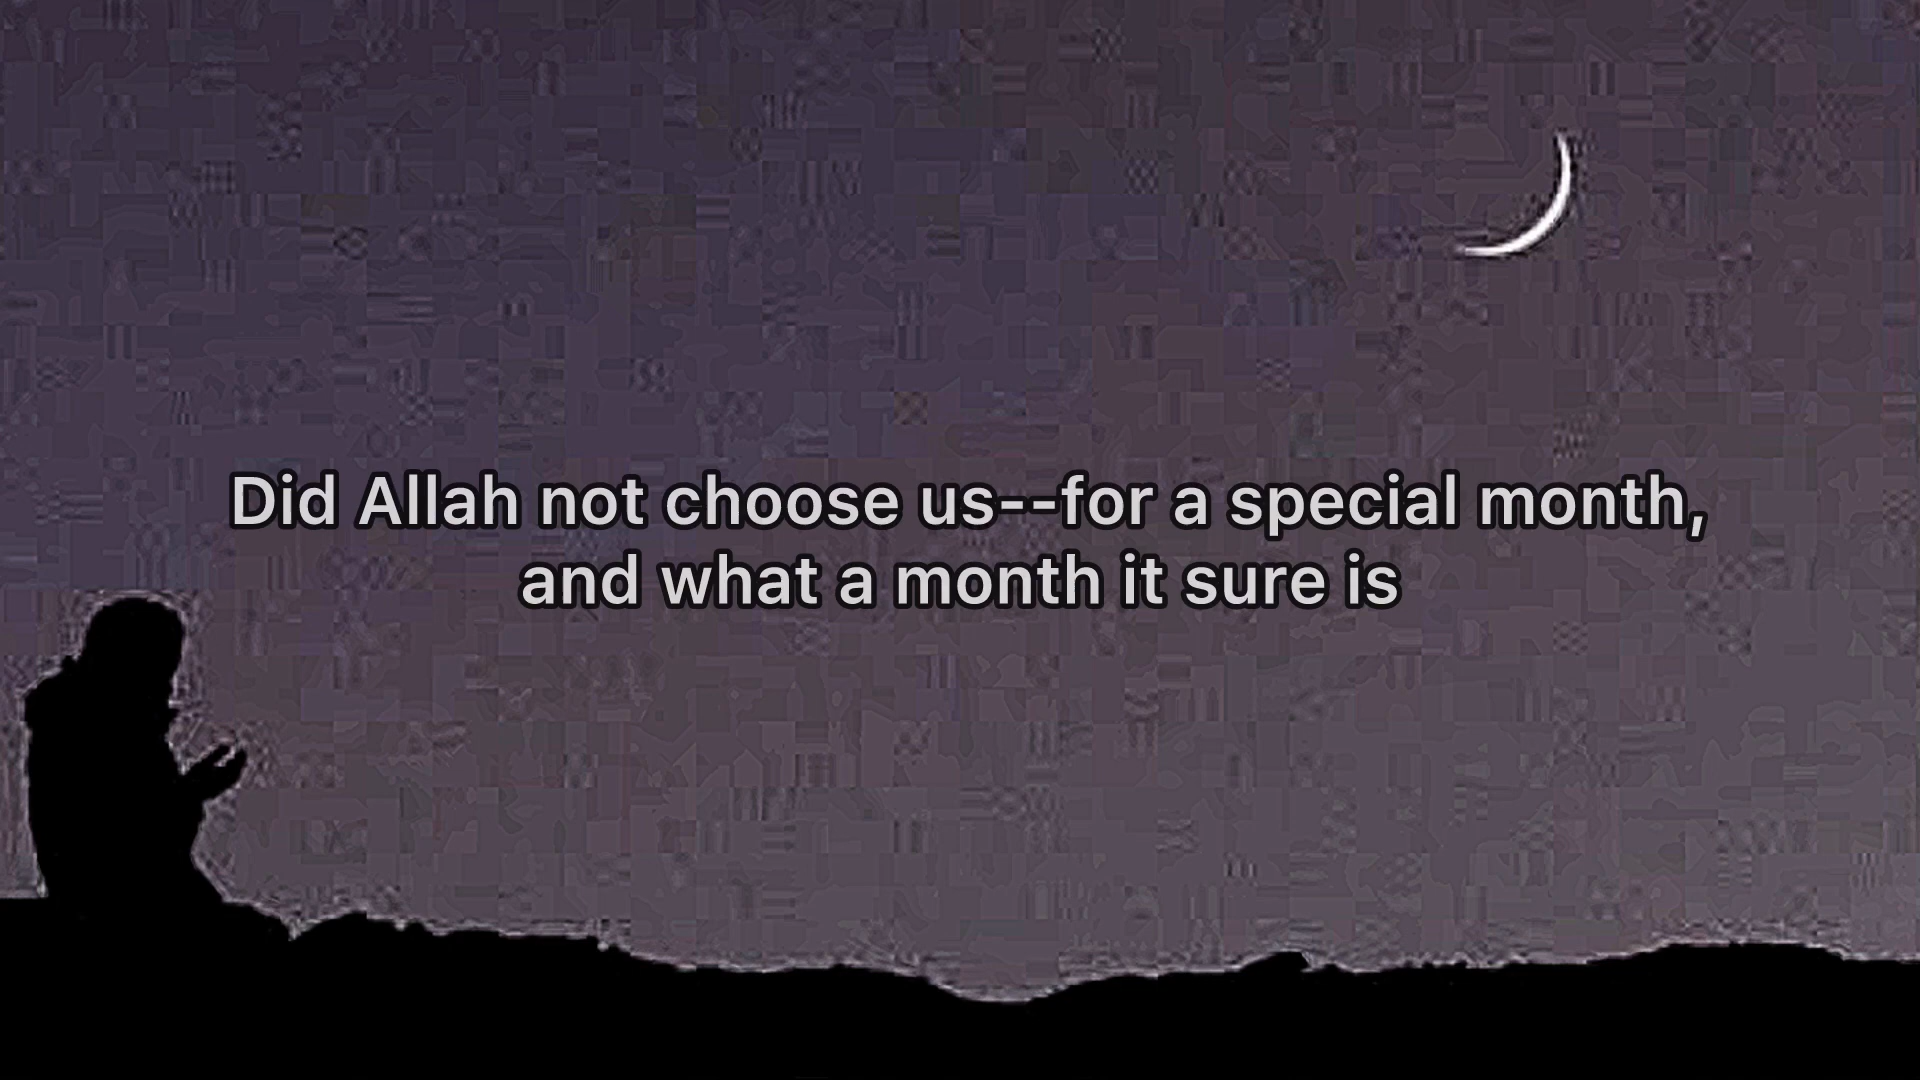 Did Allah not choose us--for a special month,
and what a month it sure is